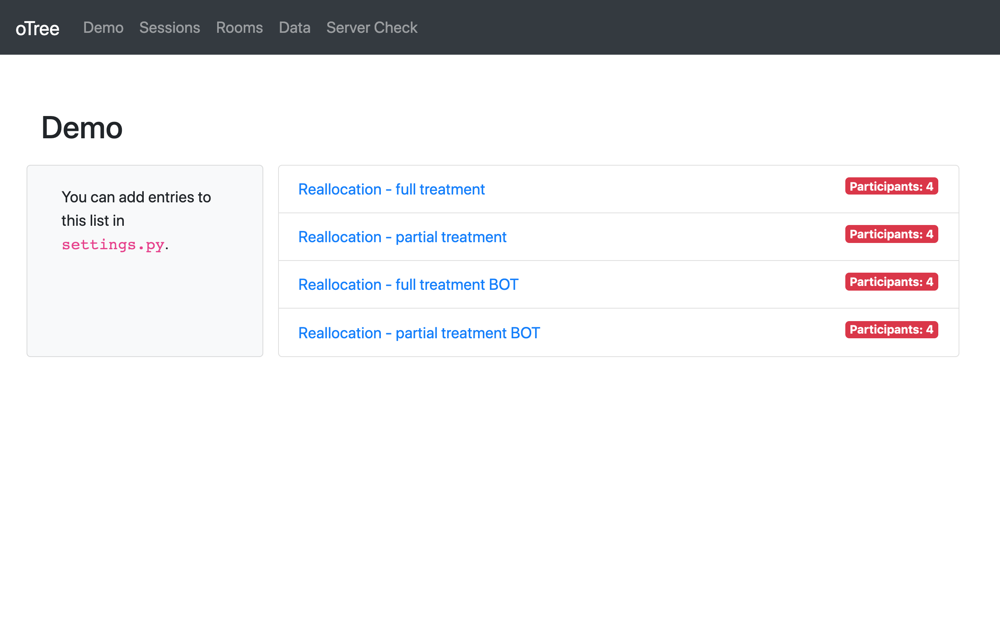 oTree Demo Sessions Rooms Data Server Check
Demo
You can add entries to
this list in
settings.py.
Reallocation - full treatment Participants: 4
Reallocation - partial treatment Participants: 4
Reallocation - full treatment BOT Participants: 4
Reallocation - partial treatment BOT Participants: 4